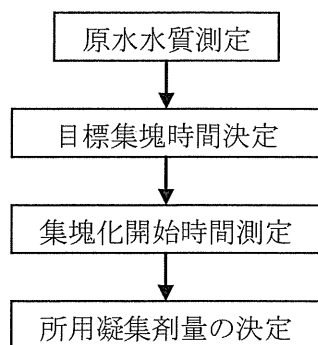 原水水質測定
目標集塊時間決定
集塊化開始時間測定
所用凝集剤量の決定